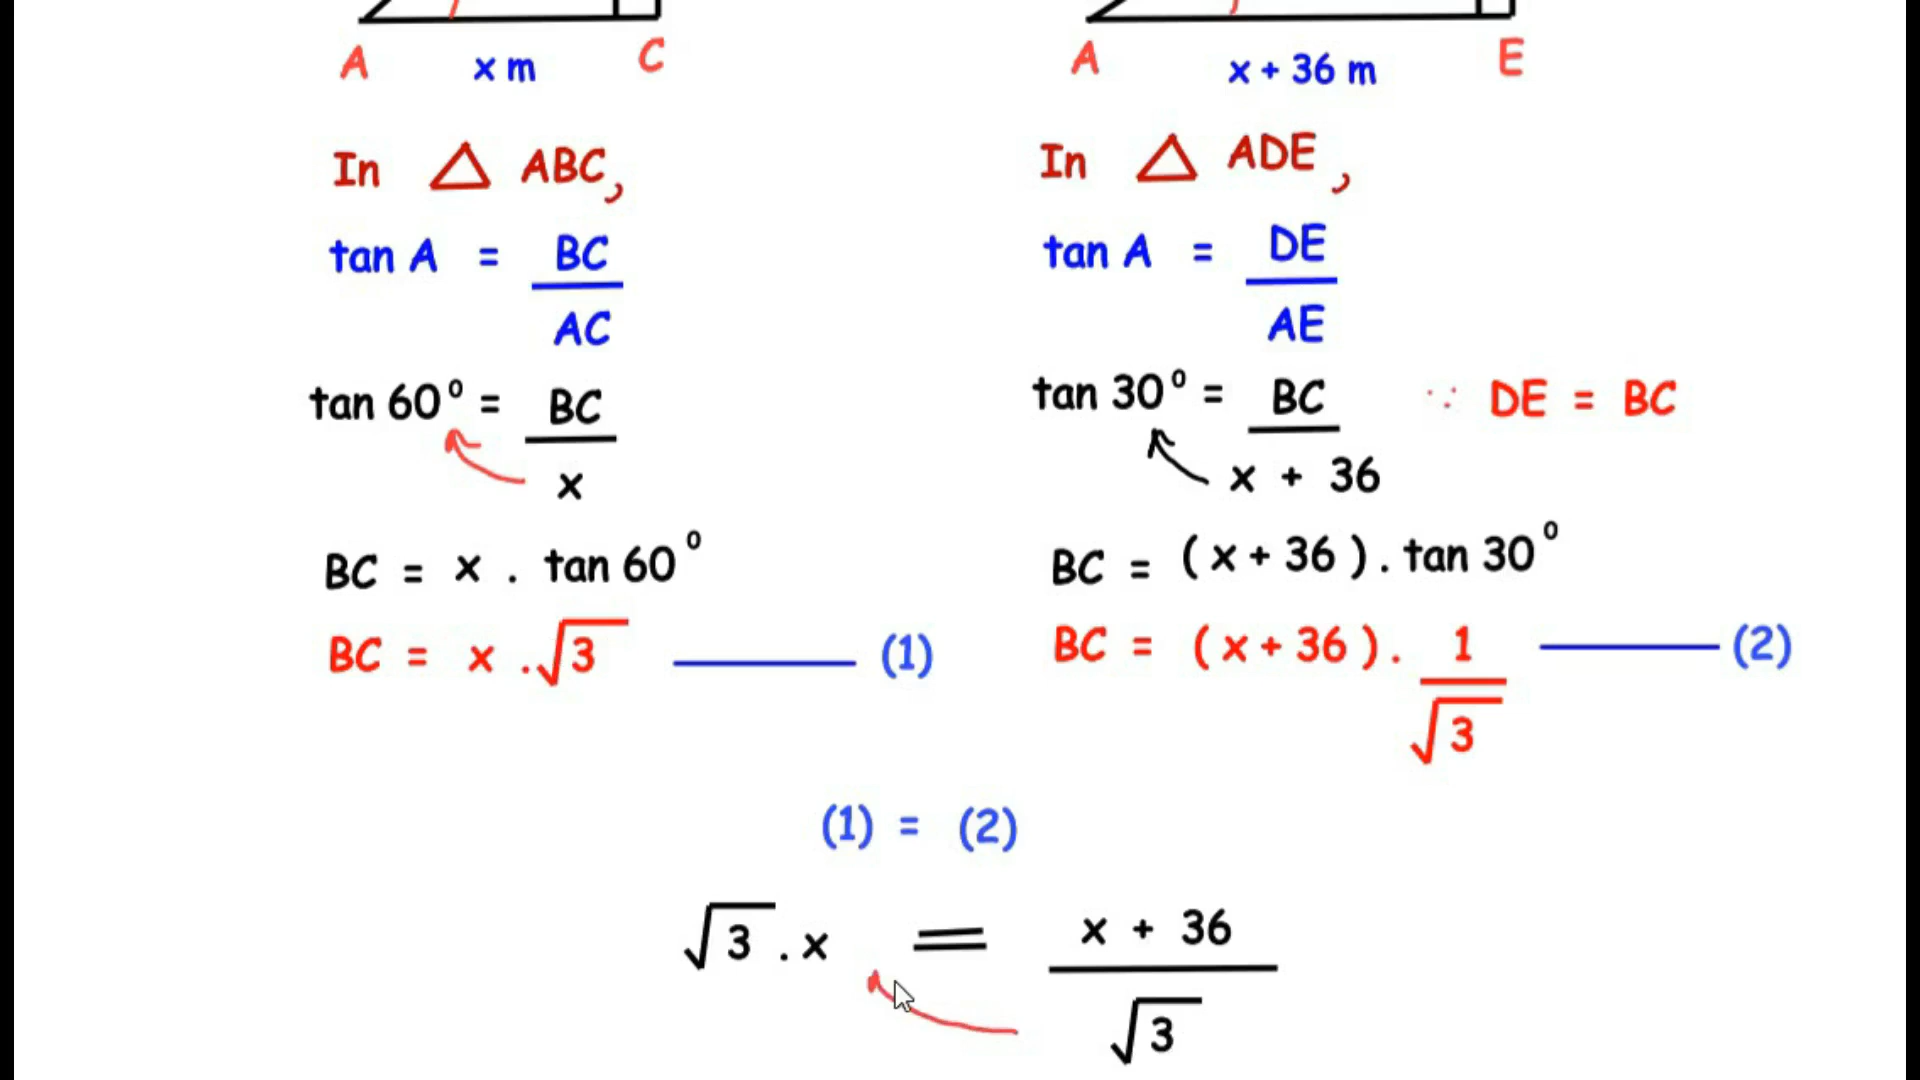 A x m C
In △ ABC,
tan A = BC
AC
tan 60° = BC
x
BC = x . tan 60°
BC = x . √3 (1)
A x + 36 m E
In △ ADE ,
tan A = DE
AE
tan 30° = BC ∵ DE = BC
x + 36
BC = ( x + 36 ) . tan 30°
BC = ( x + 36 ) . 1 (2)
√3
(1) = (2)
√3 . x = x + 36
√3